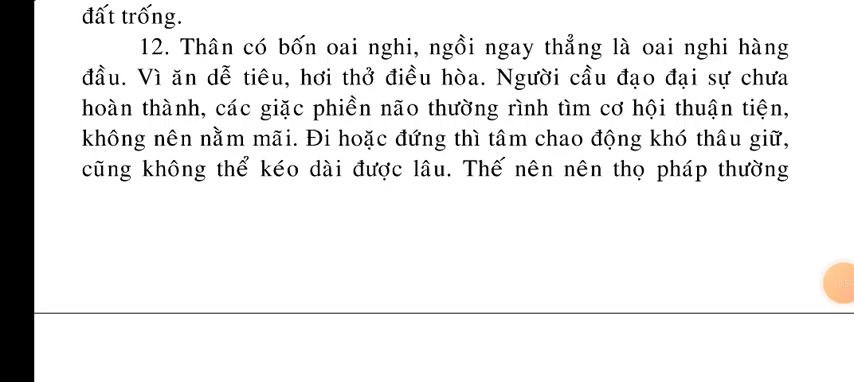 đất trống.
12. Thân có bốn oai nghi, ngồi ngay thẳng là oai nghi hàng
đầu. Vì ăn dễ tiêu, hơi thở điều hòa. Người cầu đạo đại sự chưa
hoàn thành, các giặc phiền não thường rình tìm cơ hội thuận tiện,
không nên nằm mãi. Đi hoặc đứng thì tâm chao động khó thâu giữ,
cũng không thể kéo dài được lâu. Thế nên nên thọ pháp thường